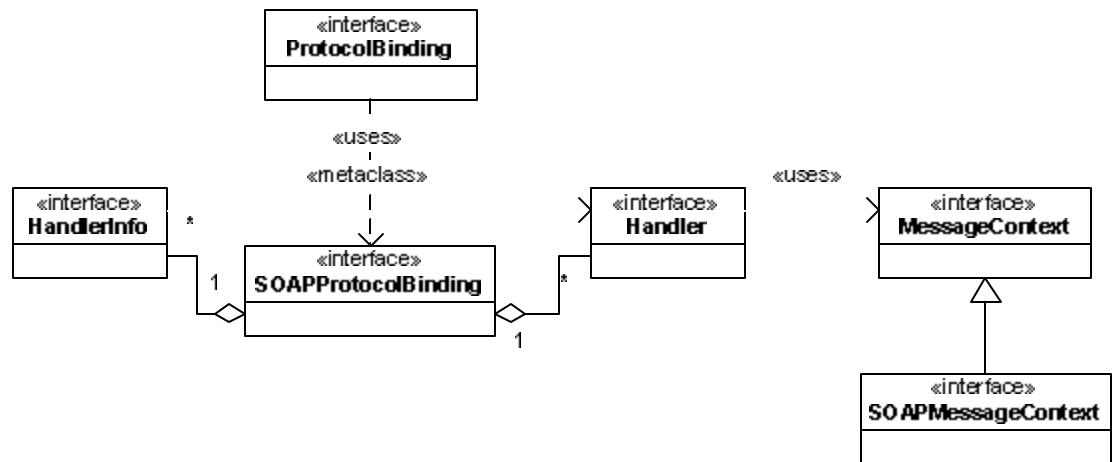 «interface»
ProtocolBinding
«uses»
«metaclass»
«interface»
HandlerInfo
*
1
«interface»
SOAPProtocolBinding
1
*
«interface»
Handler
«uses»
«interface»
MessageContext
«interface»
SOAPMessageContext